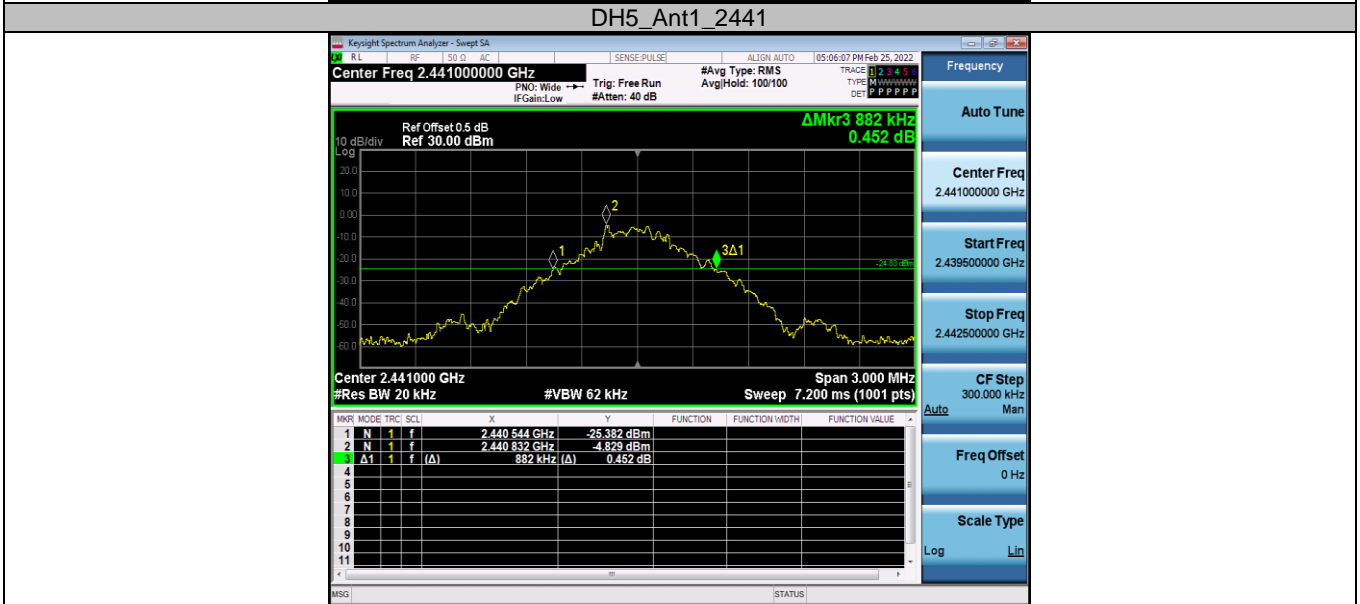 DH5_Ant1_2441
Keysight Spectrum Analyzer - Swept SA
RL RF 50 Ω AC SENSE:PULSE ALIGN AUTO 05:06:07 PM Feb 25, 2022
Center Freq 2.441000000 GHz
PNO: Wide
IFGain:Low
Trig: Free Run
#Atten: 40 dB
#Avg Type: RMS
Avg|Hold: 100/100
TRACE 1 2 3 4 5 6
TYPE M WWWWW
DET P P P P P P
Frequency
Auto Tune
Center Freq
2.441000000 GHz
Start Freq
2.439500000 GHz
Stop Freq
2.442500000 GHz
CF Step
300.000 kHz
Auto Man
Freq Offset
0 Hz
Scale Type
Log Lin
ΔMkr3 882 kHz
0.452 dB
Ref Offset 0.5 dB
10 dB/div Ref 30.00 dBm
Log
20.0
10.0
0.00
-10.0
-20.0
-30.0
-40.0
-50.0
-60.0
1
2
3Δ1
-24.83 dBm
Center 2.441000 GHz Span 3.000 MHz
#Res BW 20 kHz #VBW 62 kHz Sweep 7.200 ms (1001 pts)
MKR MODE TRC SCL X Y FUNCTION FUNCTION WIDTH FUNCTION VALUE
1 N 1 f 2.440 544 GHz -25.382 dBm
2 N 1 f 2.440 832 GHz -4.829 dBm
3 Δ1 1 f (Δ) 882 kHz (Δ) 0.452 dB
4
5
6
7
8
9
10
11
MSG STATUS